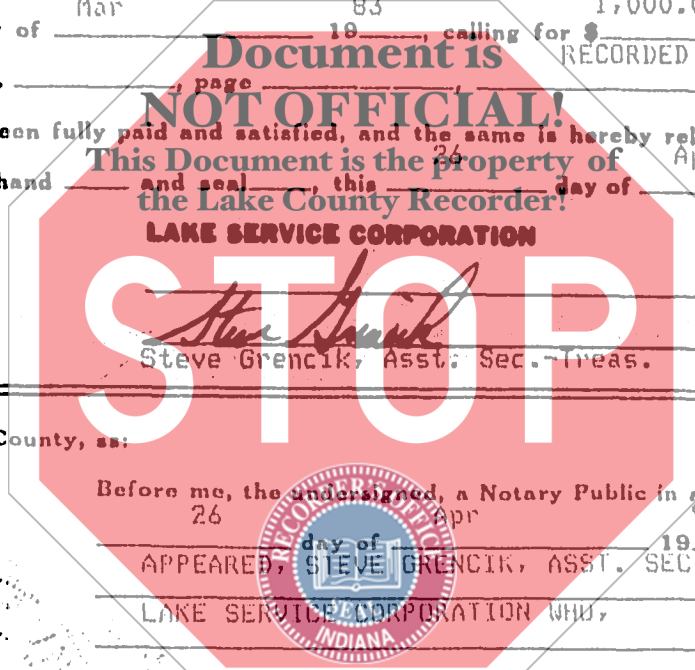 Mar 83 1,000.0
of 19 , calling for $
Document is
RECORDED
, page ,
NOT OFFICIAL!
een fully paid and satisfied, and the same is hereby rel
This Document is the property of
26 Ap
hand and seal , this day of
the Lake County Recorder!
LAKE SERVICE CORPORATION
STOP
Steve Grencik
Steve Grencik, Asst. Sec.-Treas.
County, ss:
Before me, the undersigned, a Notary Public in a
26 Apr
day of 19
APPEARED, STEVE GRENCIK, ASST. SEC
LAKE SERVICE CORPORATION WHO,
RECORDER'S OFFICE
SEAL
INDIANA